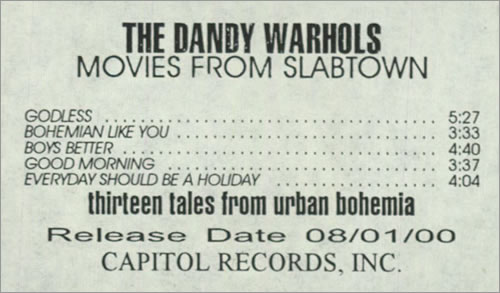 THE DANDY WARHOLS
MOVIES FROM SLABTOWN
GODLESS ........................................ 5:27
BOHEMIAN LIKE YOU ........................................ 3:33
BOYS BETTER ........................................ 4:40
GOOD MORNING ........................................ 3:37
EVERYDAY SHOULD BE A HOLIDAY ........................................ 4:04
thirteen tales from urban bohemia
Release Date 08/01/00
CAPITOL RECORDS, INC.